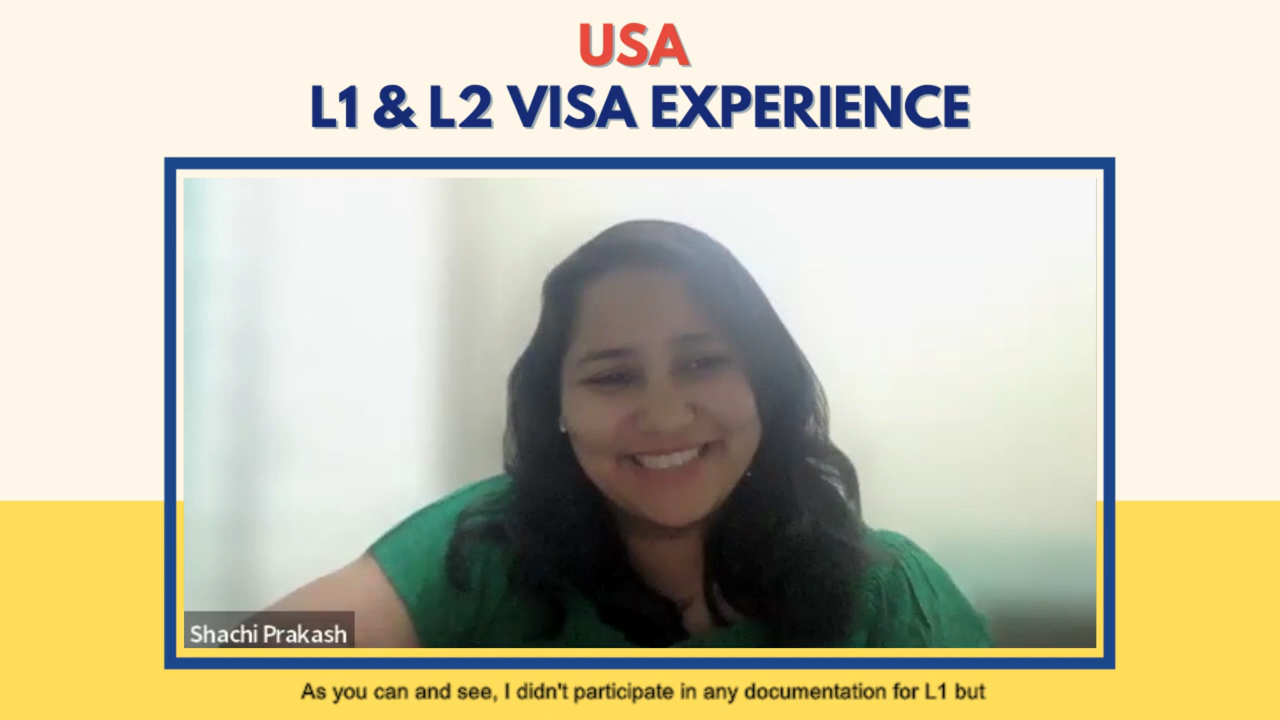 USA
L1 & L2 VISA EXPERIENCE
Shachi Prakash
As you can and see, I didn't participate in any documentation for L1 but